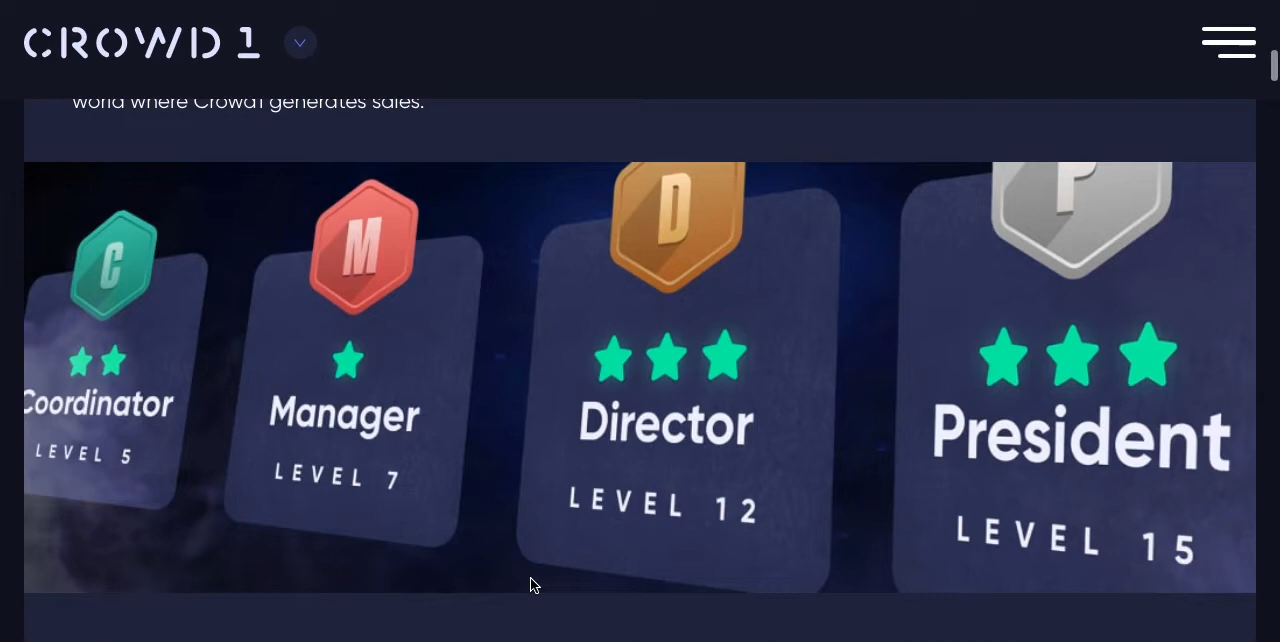 CROWD 1
world where Crowd1 generates sales.
C
Coordinator
LEVEL 5
M
Manager
LEVEL 7
D
Director
LEVEL 12
P
President
LEVEL 15